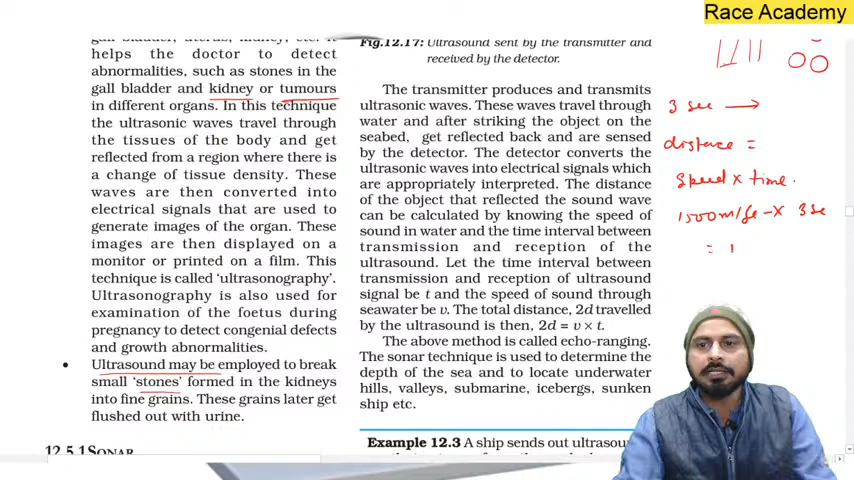 Race Academy
gall bladder, uterus, kidney, etc. It
helps the doctor to detect
abnormalities, such as stones in the
gall bladder and kidney or tumours
in different organs. In this technique
the ultrasonic waves travel through
the tissues of the body and get
reflected from a region where there is
a change of tissue density. These
waves are then converted into
electrical signals that are used to
generate images of the organ. These
images are then displayed on a
monitor or printed on a film. This
technique is called ‘ultrasonography’.
Ultrasonography is also used for
examination of the foetus during
pregnancy to detect congenial defects
and growth abnormalities.
• Ultrasound may be employed to break
small ‘stones’ formed in the kidneys
into fine grains. These grains later get
flushed out with urine.
12.5.1 SONAR
Fig.12.17: Ultrasound sent by the transmitter and
received by the detector.
The transmitter produces and transmits
ultrasonic waves. These waves travel through
water and after striking the object on the
seabed, get reflected back and are sensed
by the detector. The detector converts the
ultrasonic waves into electrical signals which
are appropriately interpreted. The distance
of the object that reflected the sound wave
can be calculated by knowing the speed of
sound in water and the time interval between
transmission and reception of the
ultrasound. Let the time interval between
transmission and reception of ultrasound
signal be t and the speed of sound through
seawater be v. The total distance, 2d travelled
by the ultrasound is then, 2d = v × t.
The above method is called echo-ranging.
The sonar technique is used to determine the
depth of the sea and to locate underwater
hills, valleys, submarine, icebergs, sunken
ship etc.
Example 12.3 A ship sends out ultrasoun
3 sec →
distance =
Speed × time.
1500m/se × 3 Se
=